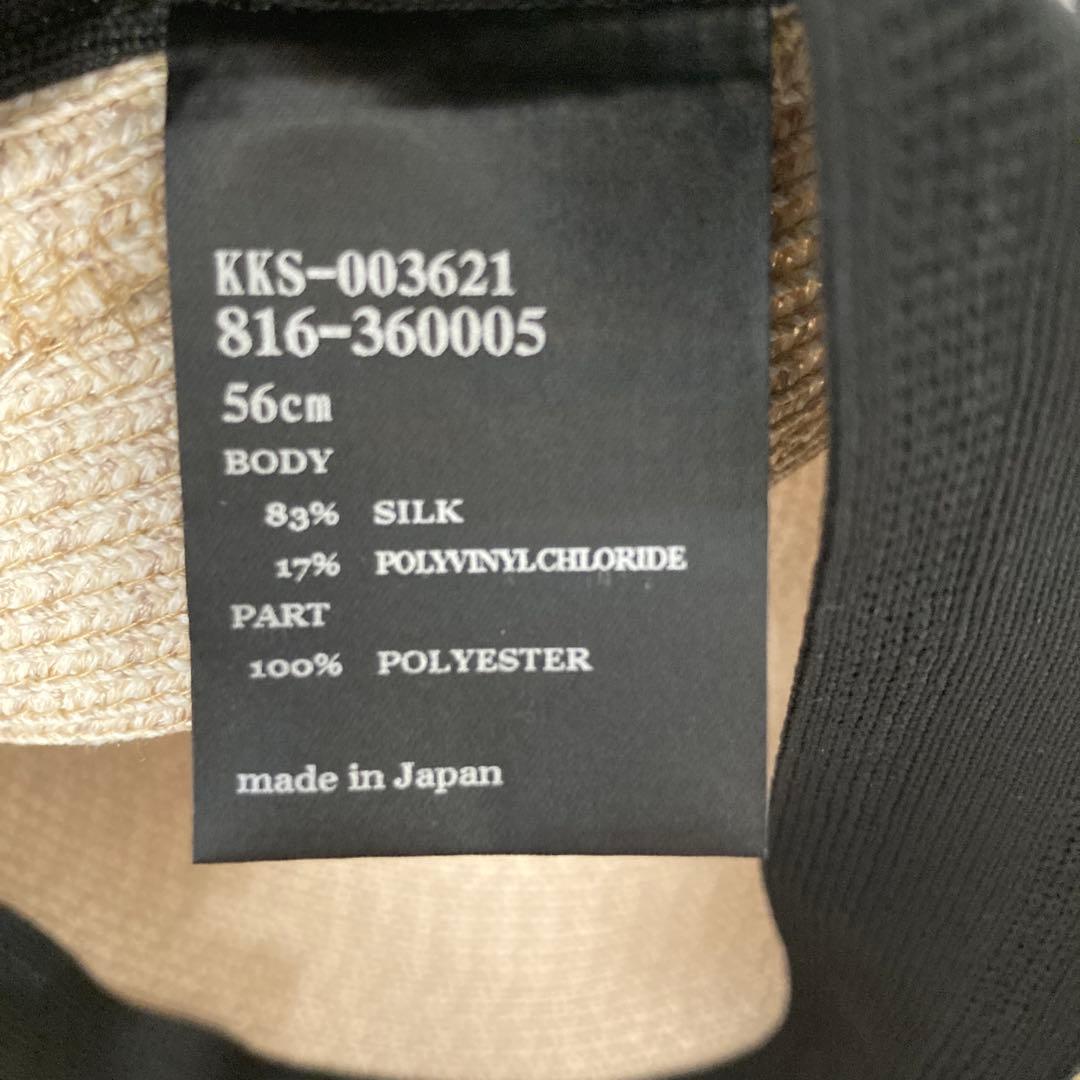 KKS-003621
816-360005
56cm
BODY
83% SILK
17% POLYVINYLCHLORIDE
PART
100% POLYESTER
made in Japan